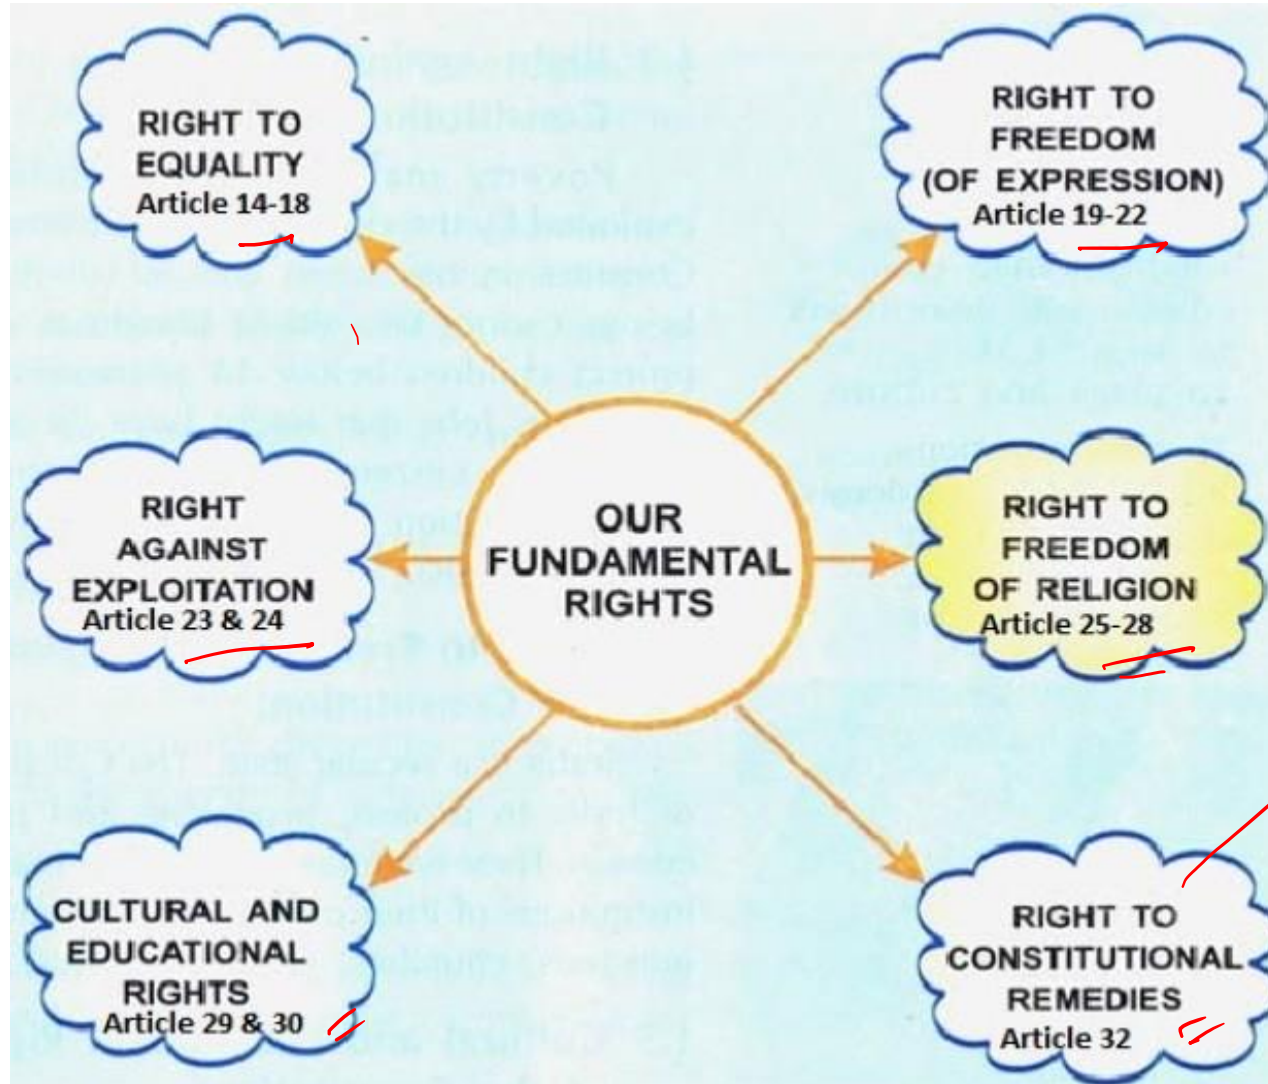 RIGHT TO
EQUALITY
Article 14-18
RIGHT TO
FREEDOM
(OF EXPRESSION)
Article 19-22
RIGHT
AGAINST
EXPLOITATION
Article 23 & 24
OUR
FUNDAMENTAL
RIGHTS
RIGHT TO
FREEDOM
OF RELIGION
Article 25-28
CULTURAL AND
EDUCATIONAL
RIGHTS
Article 29 & 30
RIGHT TO
CONSTITUTIONAL
REMEDIES
Article 32